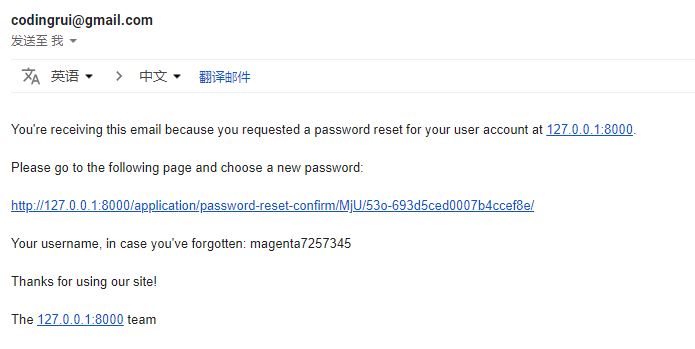 codingrui@gmail.com
发送至 我
英语 中文 翻译邮件
You're receiving this email because you requested a password reset for your user account at 127.0.0.1:8000.
Please go to the following page and choose a new password:
http://127.0.0.1:8000/application/password-reset-confirm/MjU/53o-693d5ced0007b4ccef8e/
Your username, in case you've forgotten: magenta7257345
Thanks for using our site!
The 127.0.0.1:8000 team